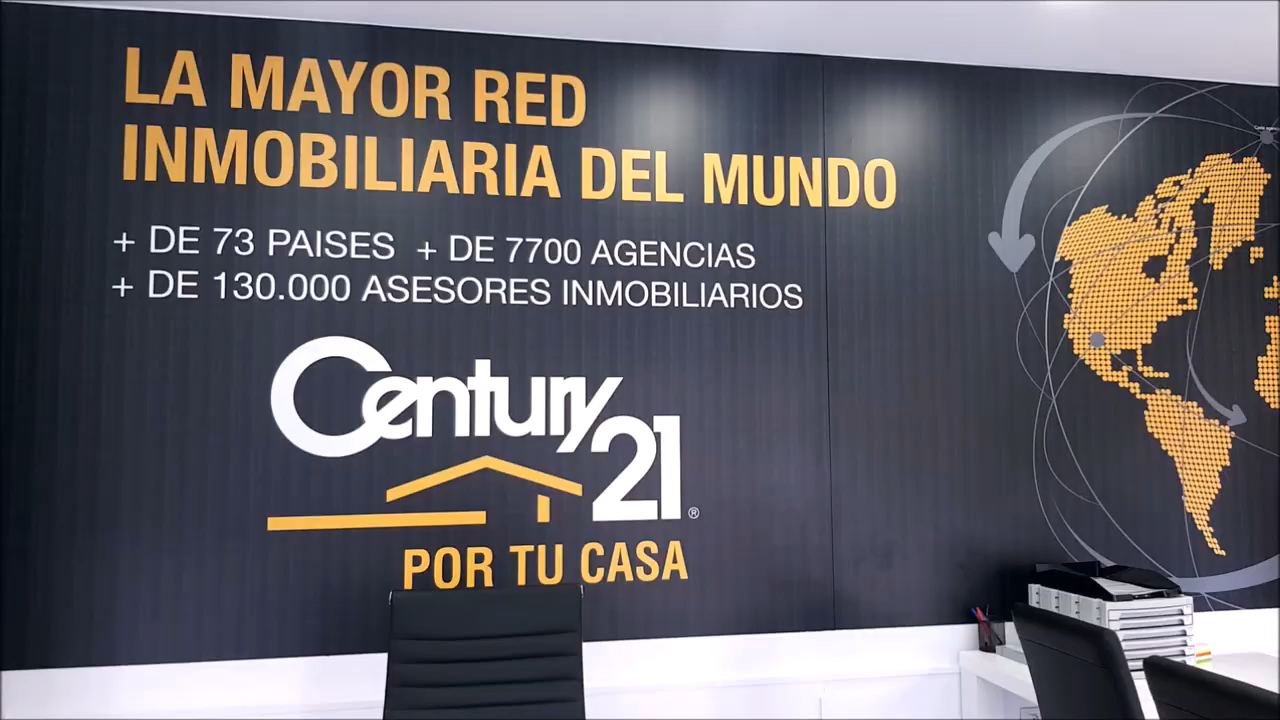 LA MAYOR RED
INMOBILIARIA DEL MUNDO
+ DE 73 PAISES + DE 7700 AGENCIAS
+ DE 130.000 ASESORES INMOBILIARIOS
Century
21®
POR TU CASA